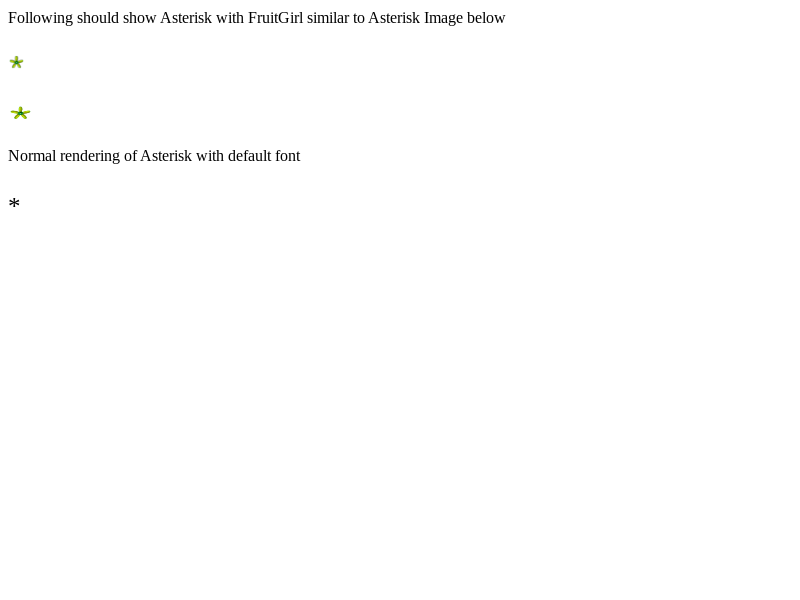 Following should show Asterisk with FruitGirl similar to Asterisk Image below
*
*
Normal rendering of Asterisk with default font
*